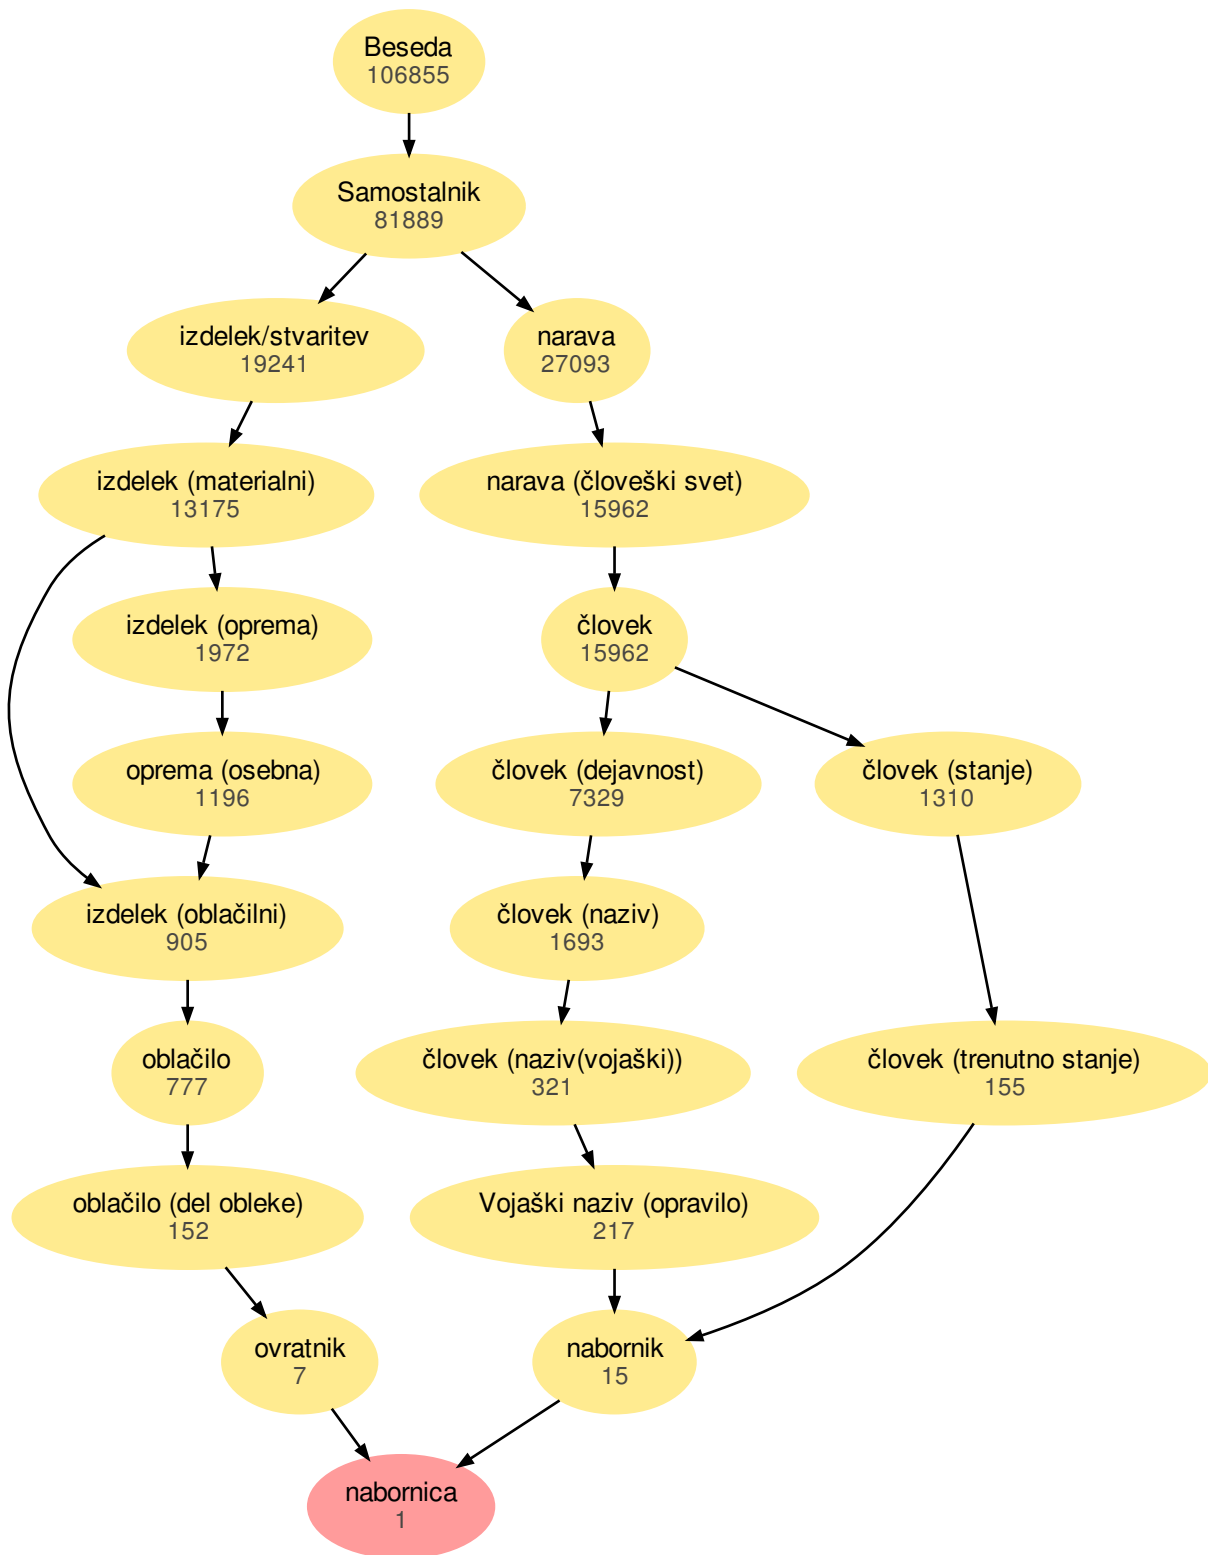 Beseda
106855
Samostalnik
81889
izdelek/stvaritev
19241
narava
27093
izdelek (materialni)
13175
narava (človeški svet)
15962
izdelek (oprema)
1972
človek
15962
oprema (osebna)
1196
človek (dejavnost)
7329
človek (stanje)
1310
izdelek (oblačilni)
905
človek (naziv)
1693
oblačilo
777
človek (naziv(vojaški))
321
človek (trenutno stanje)
155
oblačilo (del obleke)
152
Vojaški naziv (opravilo)
217
ovratnik
7
nabornik
15
nabornica
1